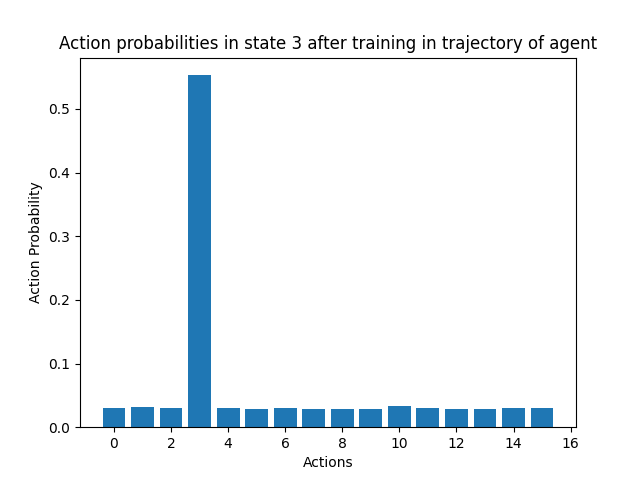 Action probabilities in state 3 after training in trajectory of agent
Action Probability
0.5
0.4
0.3
0.2
0.1
0.0
0 2 4 6 8 10 12 14 16
Actions